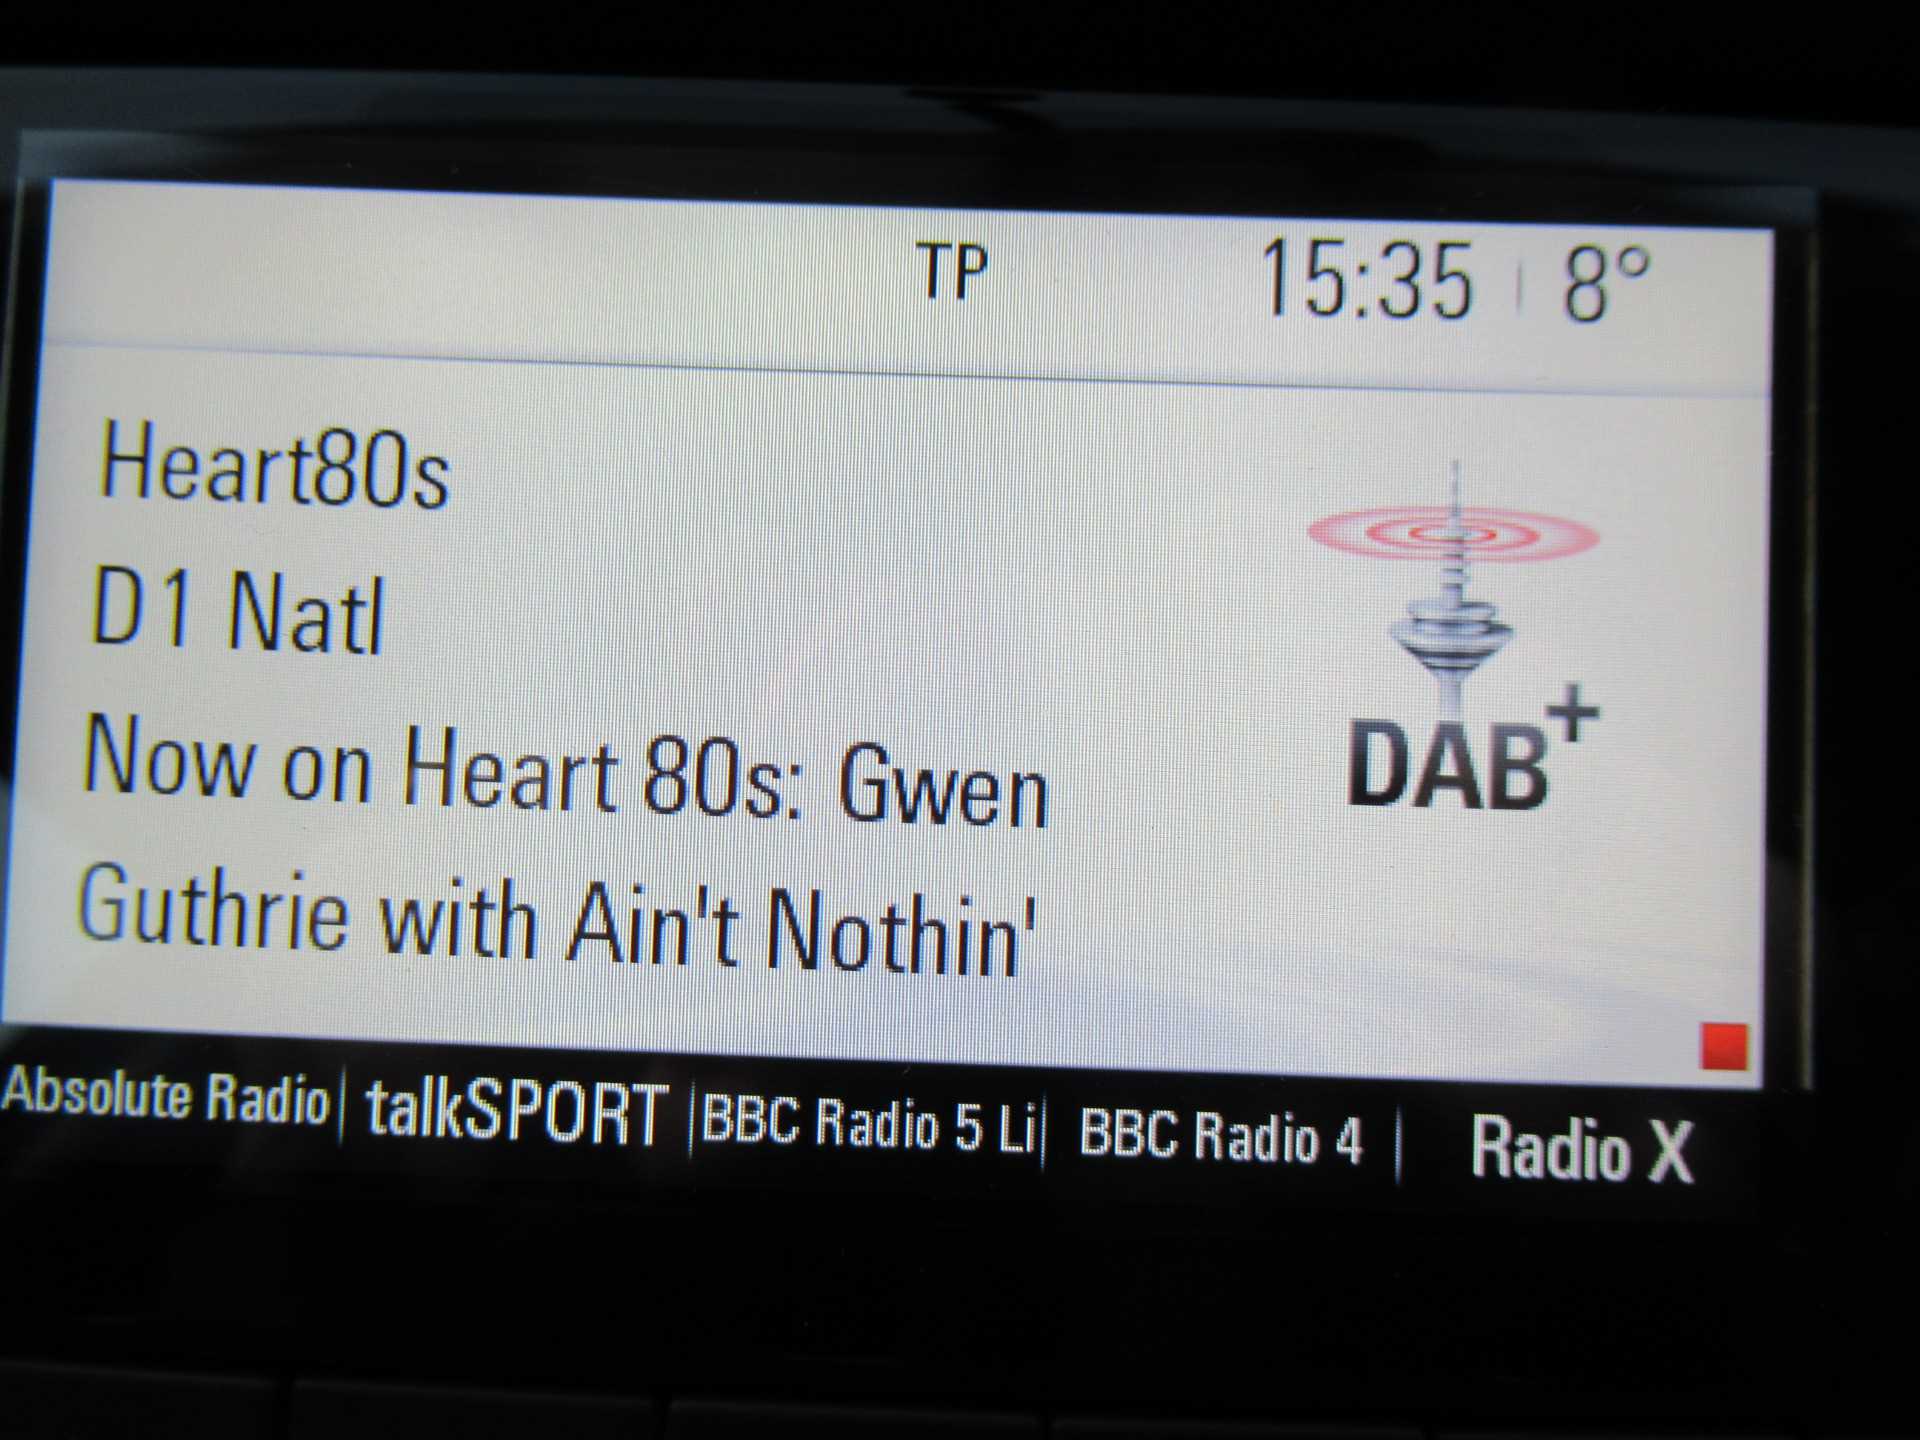 TP 15:35 8°
Heart80s
D1 Natl
Now on Heart 80s: Gwen
Guthrie with Ain't Nothin'
DAB+
Absolute Radio talkSPORT BBC Radio 5 Li BBC Radio 4 Radio X